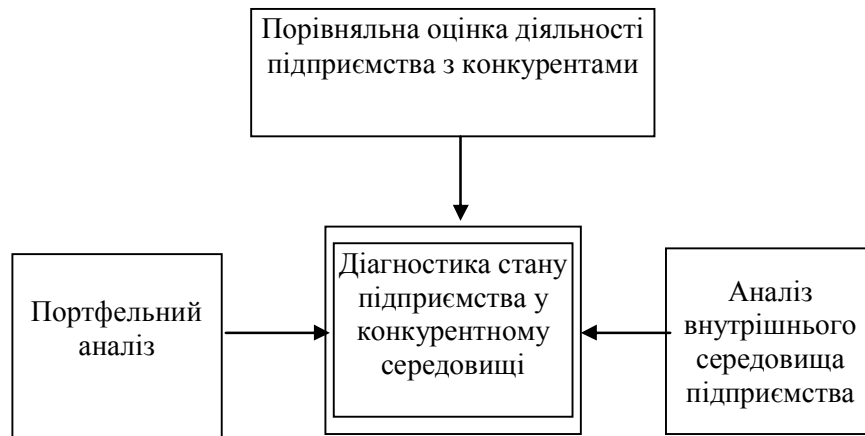 Порівняльна оцінка діяльності
підприємства з конкурентами
Портфельний
аналіз
Діагностика стану
підприємства у
конкурентному
середовищі
Аналіз
внутрішнього
середовища
підприємства